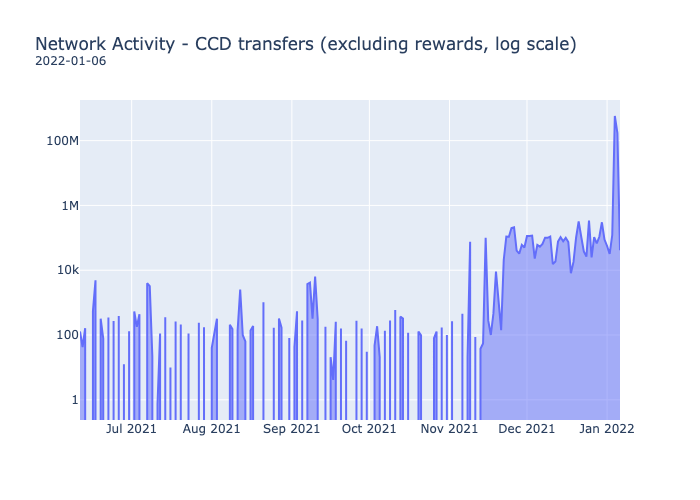 Network Activity - CCD transfers (excluding rewards, log scale)
2022-01-06
100M
1M
10k
100
1
Jul 2021 Aug 2021 Sep 2021 Oct 2021 Nov 2021 Dec 2021 Jan 2022